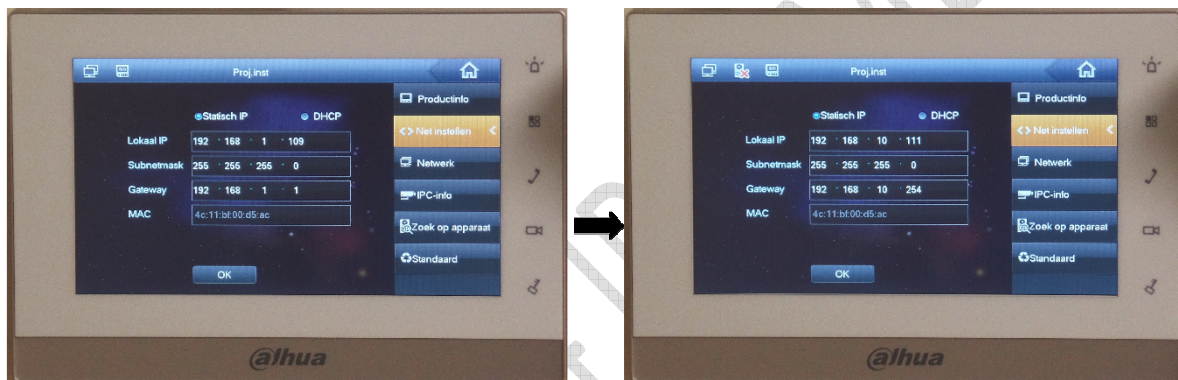 Proj.inst
Statisch IP
DHCP
Lokaal IP 192 · 168 · 1 · 109
Subnetmask 255 · 255 · 255 · 0
Gateway 192 · 168 · 1 · 1
MAC 4c:11:bf:00:d5:ac
OK
Productinfo
<> Net instellen <
Netwerk
IPC-info
Zoek op apparaat
Standaard
alhua
Proj.inst
Statisch IP
DHCP
Lokaal IP 192 · 168 · 10 · 111
Subnetmask 255 · 255 · 255 · 0
Gateway 192 · 168 · 10 · 254
MAC 4c:11:bf:00:d5:ac
OK
Productinfo
<> Net instellen <
Netwerk
IPC-info
Zoek op apparaat
Standaard
alhua